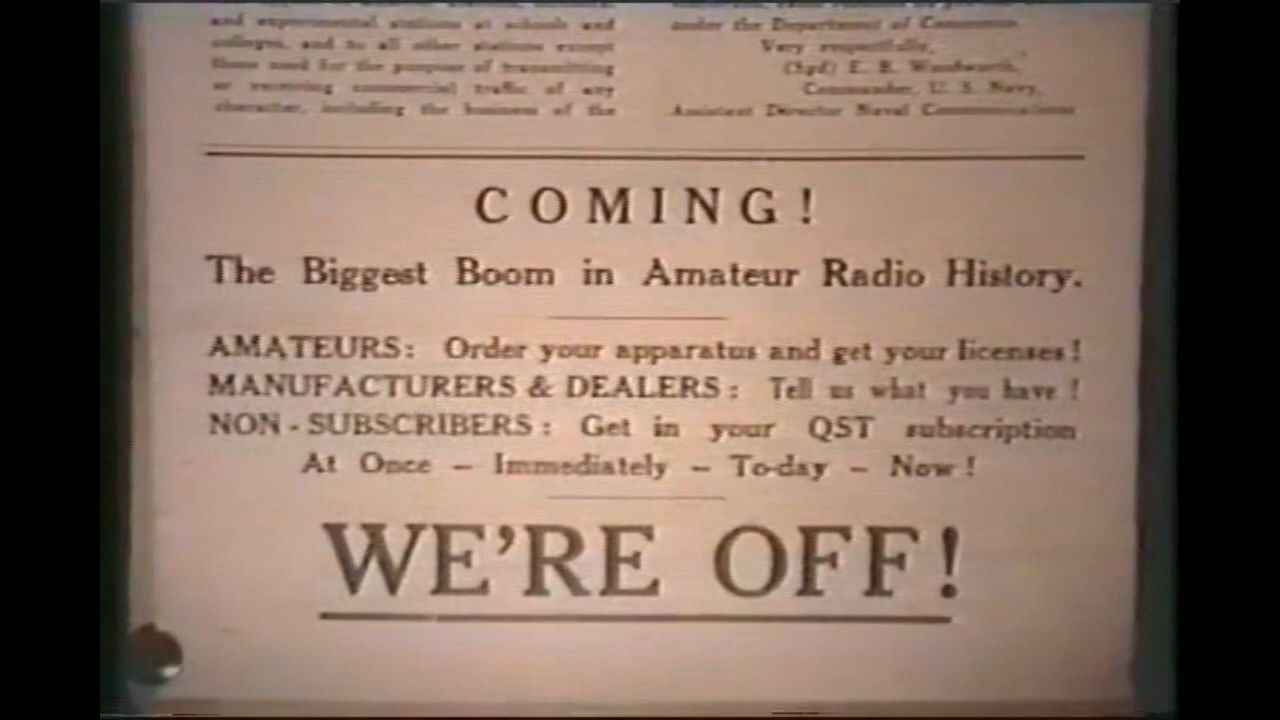 and experimental stations at schools and
colleges, and to all other stations except
those used for the purpose of transmitting
or receiving commercial traffic of any
character, including the business of the
under the Department of Commerce.
Very respectfully,
(Sgd) E. B. Woodworth,
Commander, U. S. Navy,
Assistant Director Naval Communications
COMING!
The Biggest Boom in Amateur Radio History.
AMATEURS: Order your apparatus and get your licenses!
MANUFACTURERS & DEALERS: Tell us what you have!
NON-SUBSCRIBERS: Get in your QST subscription
At Once – Immediately – To-day – Now!
WE'RE OFF!